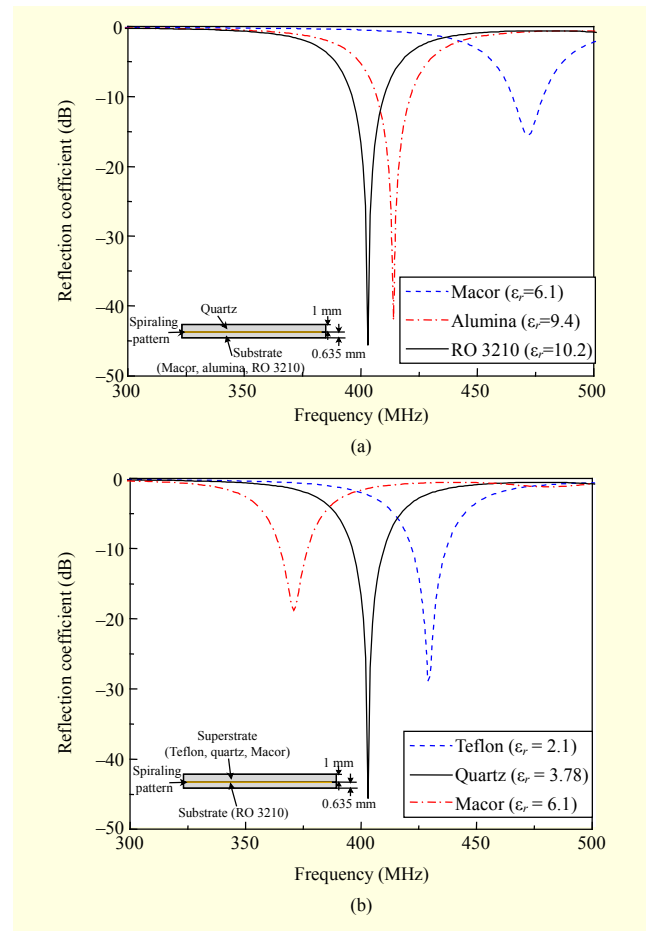 0
–10
–20
–30
–40
–50
Reflection coefficient (dB)
Quartz
1 mm
Spiraling
pattern
Substrate
(Macor, alumina, RO 3210)
0.635 mm
Macor (εr=6.1)
Alumina (εr=9.4)
RO 3210 (εr=10.2)
300
350
400
450
500
Frequency (MHz)
(a)
0
–10
–20
–30
–40
–50
Reflection coefficient (dB)
Superstrate
(Teflon, quartz, Macor)
1 mm
Spiraling
pattern
Substrate (RO 3210)
0.635 mm
Teflon (εr = 2.1)
Quartz (εr = 3.78)
Macor (εr = 6.1)
300
350
400
450
500
Frequency (MHz)
(b)